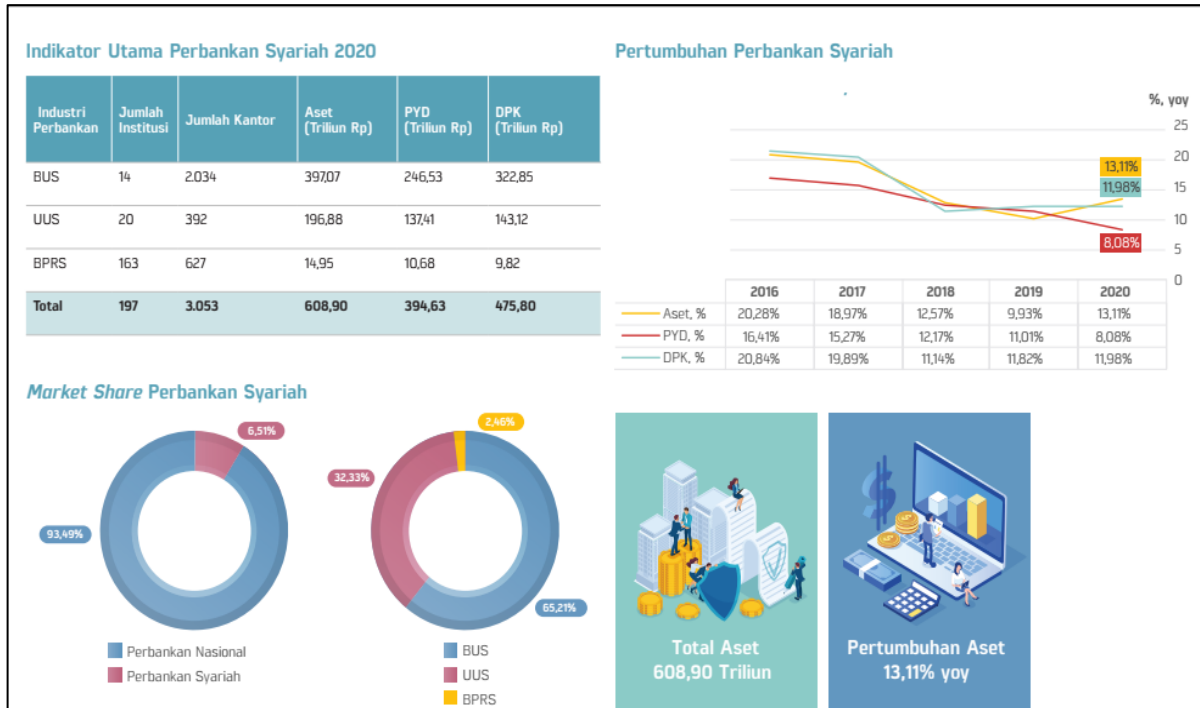 Indikator Utama Perbankan Syariah 2020
Industri Perbankan Jumlah Institusi Jumlah Kantor Aset (Triliun Rp) PYD (Triliun Rp) DPK (Triliun Rp)
BUS 14 2.034 397,07 246,53 322,85
UUS 20 392 196,88 137,41 143,12
BPRS 163 627 14,95 10,68 9,82
Total 197 3.053 608,90 394,63 475,80
Pertumbuhan Perbankan Syariah
%, yoy
25
20
15
10
5
0
13,11%
11,98%
8,08%
2016 2017 2018 2019 2020
Aset, % 20,28% 18,97% 12,57% 9,93% 13,11%
PYD, % 16,41% 15,27% 12,17% 11,01% 8,08%
DPK, % 20,84% 19,89% 11,14% 11,82% 11,98%
Market Share Perbankan Syariah
6,51%
93,49%
Perbankan Nasional
Perbankan Syariah
2,46%
32,33%
65,21%
BUS
UUS
BPRS
Total Aset
608,90 Triliun
Pertumbuhan Aset
13,11% yoy